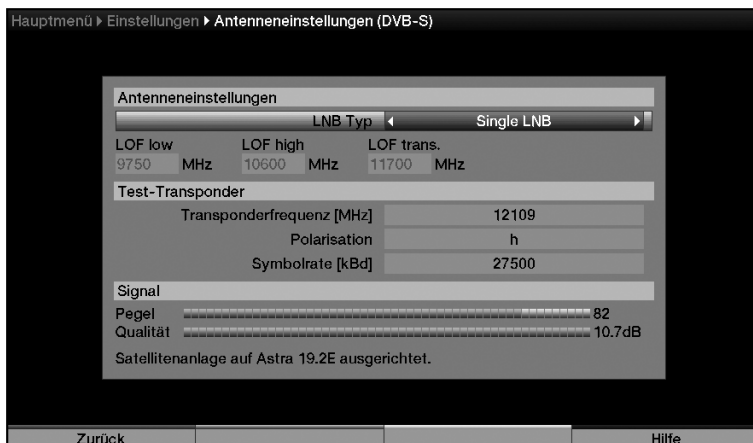 Hauptmenü Einstellungen Antenneneinstellungen (DVB-S)
Antenneneinstellungen
LNB Typ Single LNB
LOF low LOF high LOF trans.
9750 MHz 10600 MHz 11700 MHz
Test-Transponder
Transponderfrequenz [MHz] 12109
Polarisation h
Symbolrate [kBd] 27500
Signal
Pegel 82
Qualität 10.7dB
Satellitenanlage auf Astra 19.2E ausgerichtet.
Zurück Hilfe